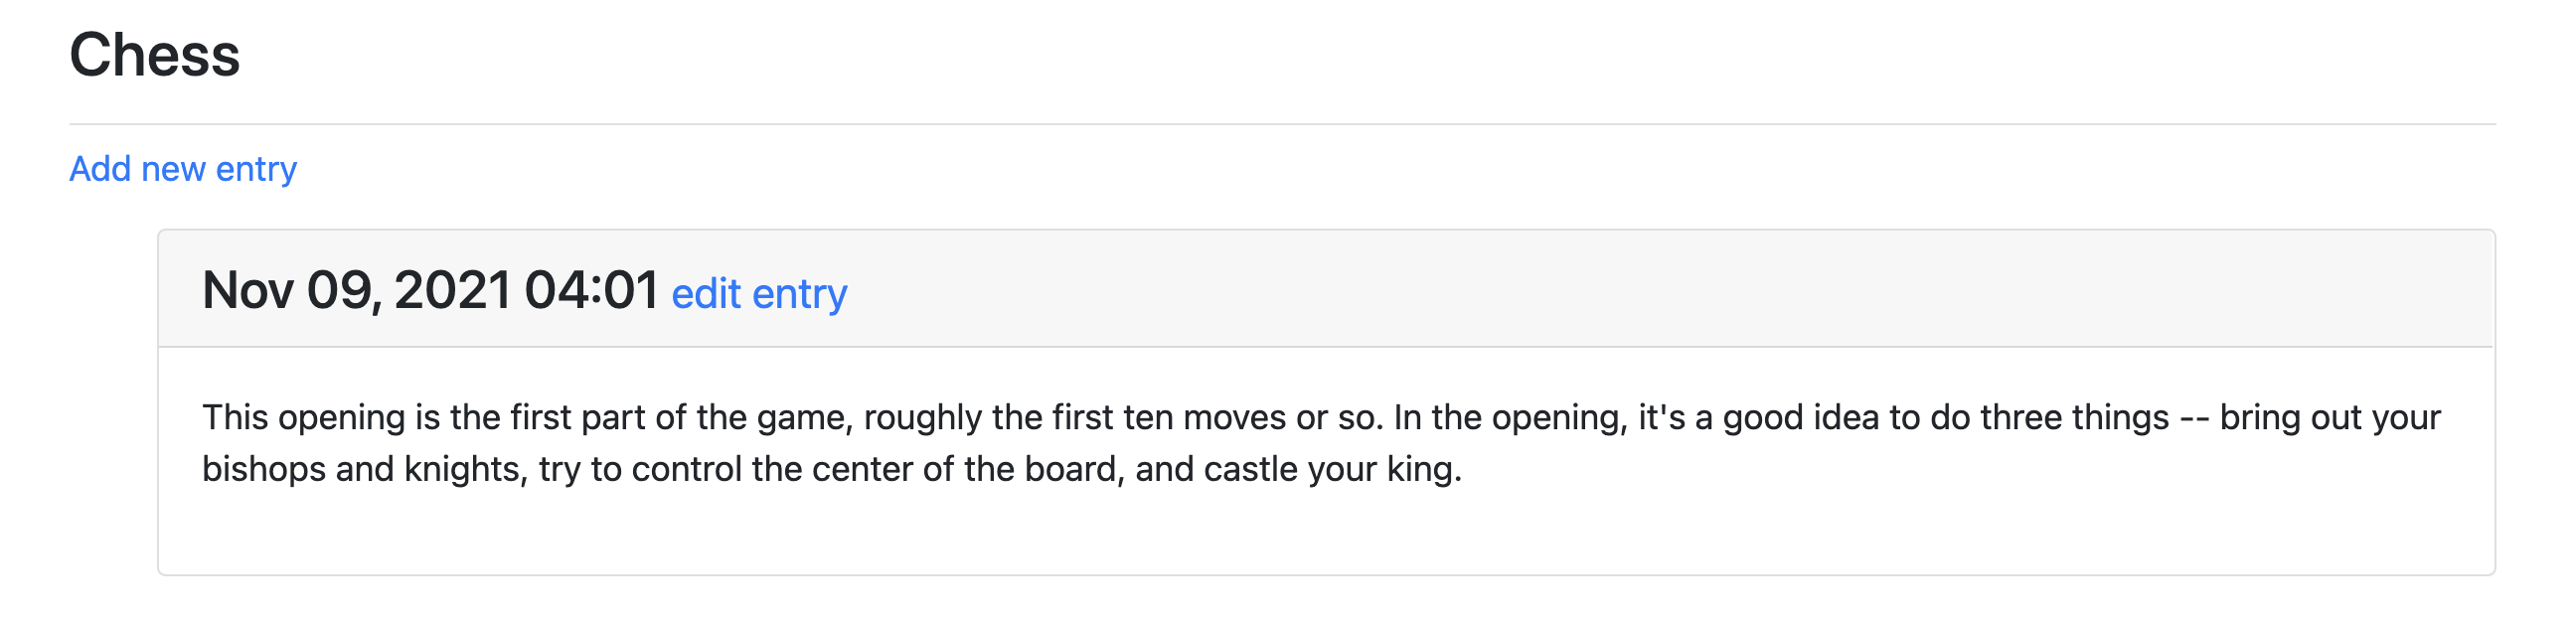 Chess
Add new entry
Nov 09, 2021 04:01 edit entry
This opening is the first part of the game, roughly the first ten moves or so. In the opening, it's a good idea to do three things -- bring out your
bishops and knights, try to control the center of the board, and castle your king.